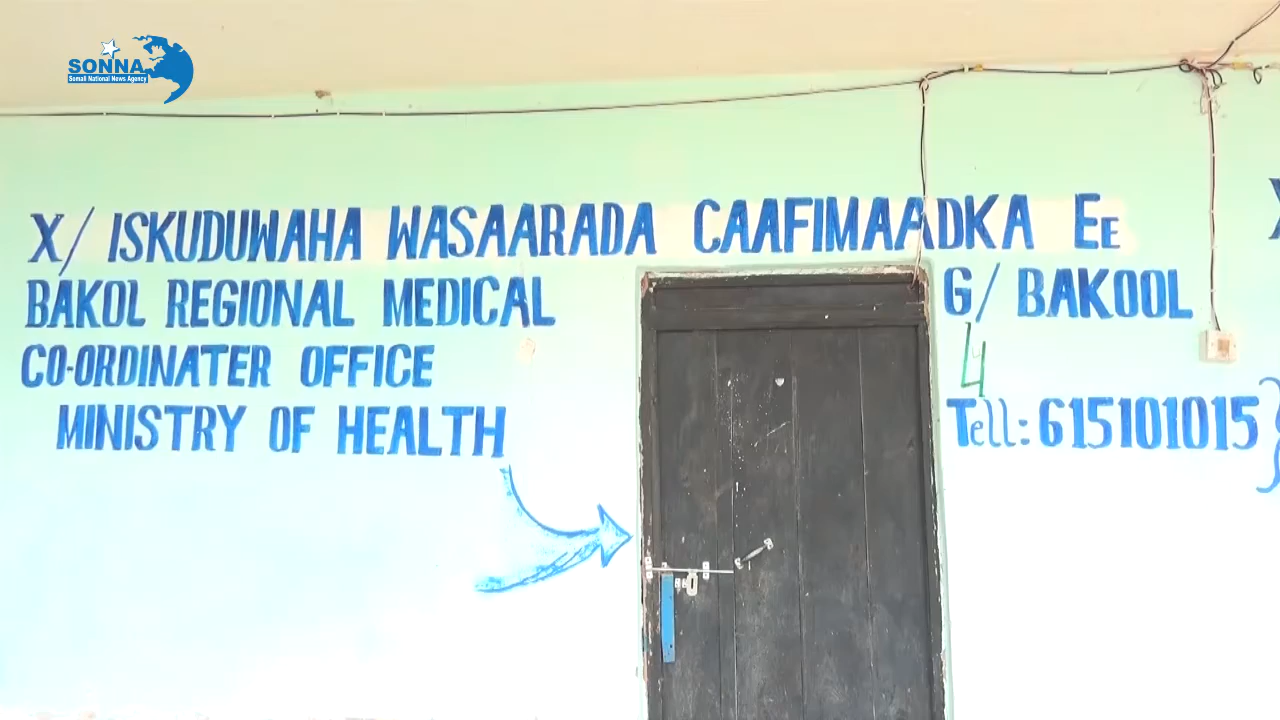 SONNA
Somali National News Agency
X/ ISKUDUWAHA WASAARADA CAAFIMAADKA EE
BAKOL REGIONAL MEDICAL
CO-ORDINATER OFFICE
MINISTRY OF HEALTH
G/ BAKOOL
4
Tell: 615101015